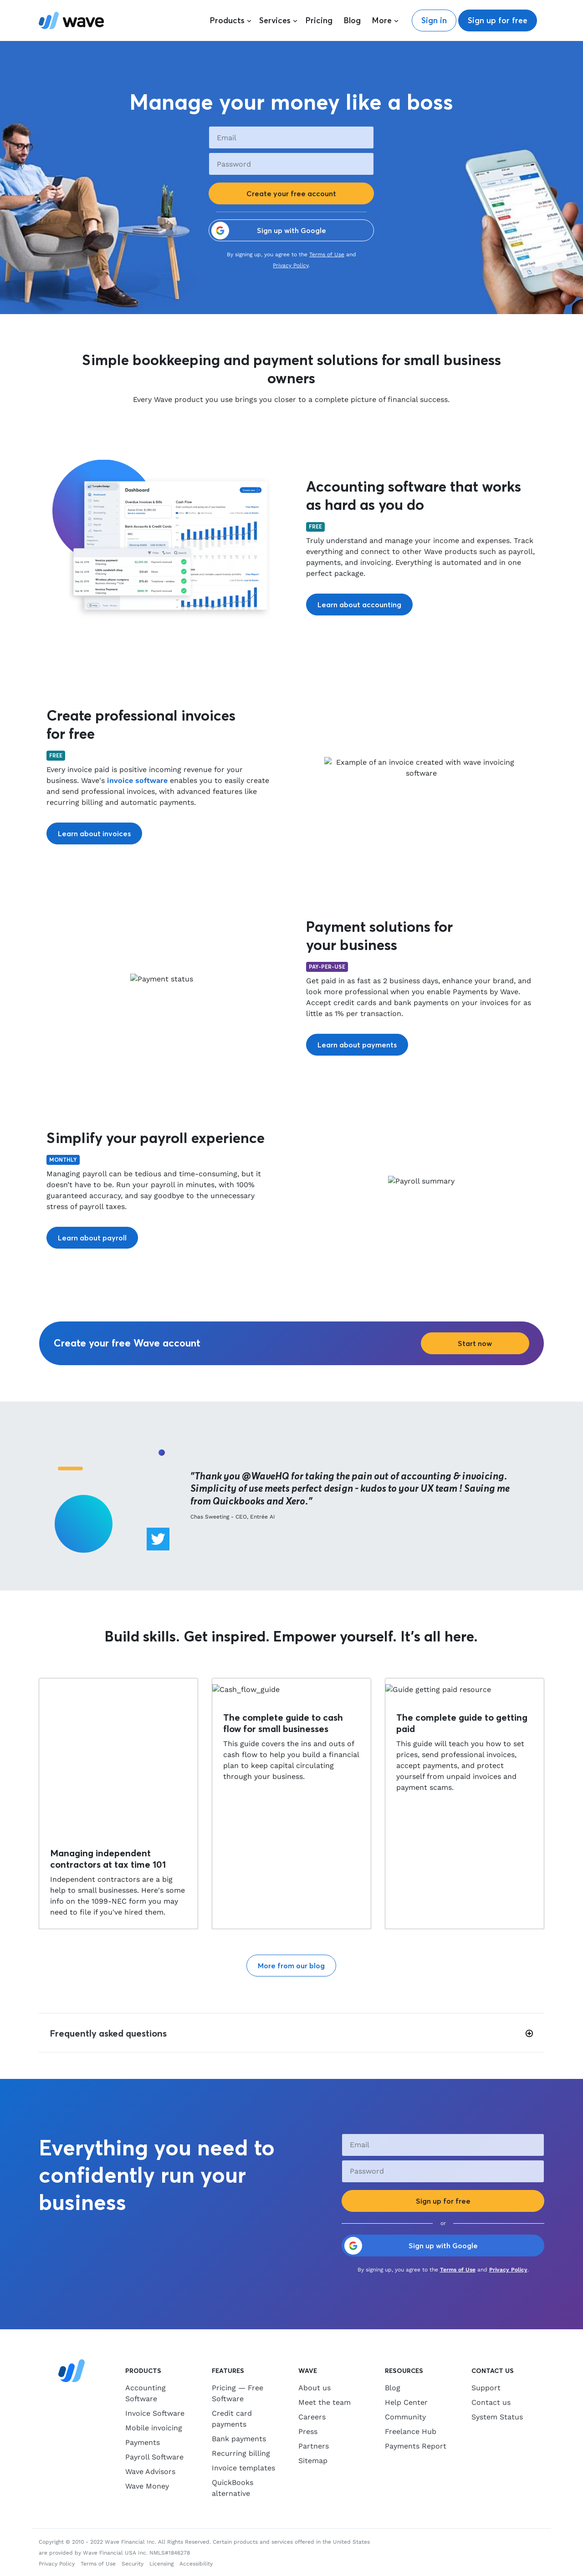 wave
Products
Services
Pricing
Blog
More
Sign in
Sign up for free
Manage your money like a boss
Email
Password
Create your free account
Sign up with Google
By signing up, you agree to the Terms of Use and
Privacy Policy.
Simple bookkeeping and payment solutions for small business
owners
Every Wave product you use brings you closer to a complete picture of financial success.
Dashboard
Overdue Invoices & Bills
Cash Flow
Bank Accounts & Credit Cards
Accounting software that works
as hard as you do
FREE
Truly understand and manage your income and expenses. Track
everything and connect to other Wave products such as payroll,
payments, and invoicing. Everything is automated and in one
perfect package.
Learn about accounting
Create professional invoices
for free
FREE
Every invoice paid is positive incoming revenue for your
business. Wave's invoice software enables you to easily create
and send professional invoices, with advanced features like
recurring billing and automatic payments.
Learn about invoices
Example of an invoice created with wave invoicing
software
Payment status
Payment solutions for
your business
PAY-PER-USE
Get paid in as fast as 2 business days, enhance your brand, and
look more professional when you enable Payments by Wave.
Accept credit cards and bank payments on your invoices for as
little as 1% per transaction.
Learn about payments
Simplify your payroll experience
MONTHLY
Managing payroll can be tedious and time-consuming, but it
doesn't have to be. Run your payroll in minutes, with 100%
guaranteed accuracy, and say goodbye to the unnecessary
stress of payroll taxes.
Learn about payroll
Payroll summary
Create your free Wave account
Start now
"Thank you @WaveHQ for taking the pain out of accounting & invoicing.
Simplicity of use meets perfect design - kudos to your UX team ! Saving me
from Quickbooks and Xero."
Chas Sweeting - CEO, Entrée AI
Build skills. Get inspired. Empower yourself. It's all here.
Managing independent
contractors at tax time 101
Independent contractors are a big
help to small businesses. Here's some
info on the 1099-NEC form you may
need to file if you've hired them.
Cash_flow_guide
The complete guide to cash
flow for small businesses
This guide covers the ins and outs of
cash flow to help you build a financial
plan to keep capital circulating
through your business.
Guide getting paid resource
The complete guide to getting
paid
This guide will teach you how to set
prices, send professional invoices,
accept payments, and protect
yourself from unpaid invoices and
payment scams.
More from our blog
Frequently asked questions
Everything you need to
confidently run your
business
Email
Password
Sign up for free
or
Sign up with Google
By signing up, you agree to the Terms of Use and Privacy Policy.
PRODUCTS
Accounting
Software
Invoice Software
Mobile invoicing
Payments
Payroll Software
Wave Advisors
Wave Money
FEATURES
Pricing — Free
Software
Credit card
payments
Bank payments
Recurring billing
Invoice templates
QuickBooks
alternative
WAVE
About us
Meet the team
Careers
Press
Partners
Sitemap
RESOURCES
Blog
Help Center
Community
Freelance Hub
Payments Report
CONTACT US
Support
Contact us
System Status
Copyright © 2010 - 2022 Wave Financial Inc. All Rights Reserved. Certain products and services offered in the United States
are provided by Wave Financial USA Inc. NMLS#1846278
Privacy Policy
Terms of Use
Security
Licensing
Accessibility